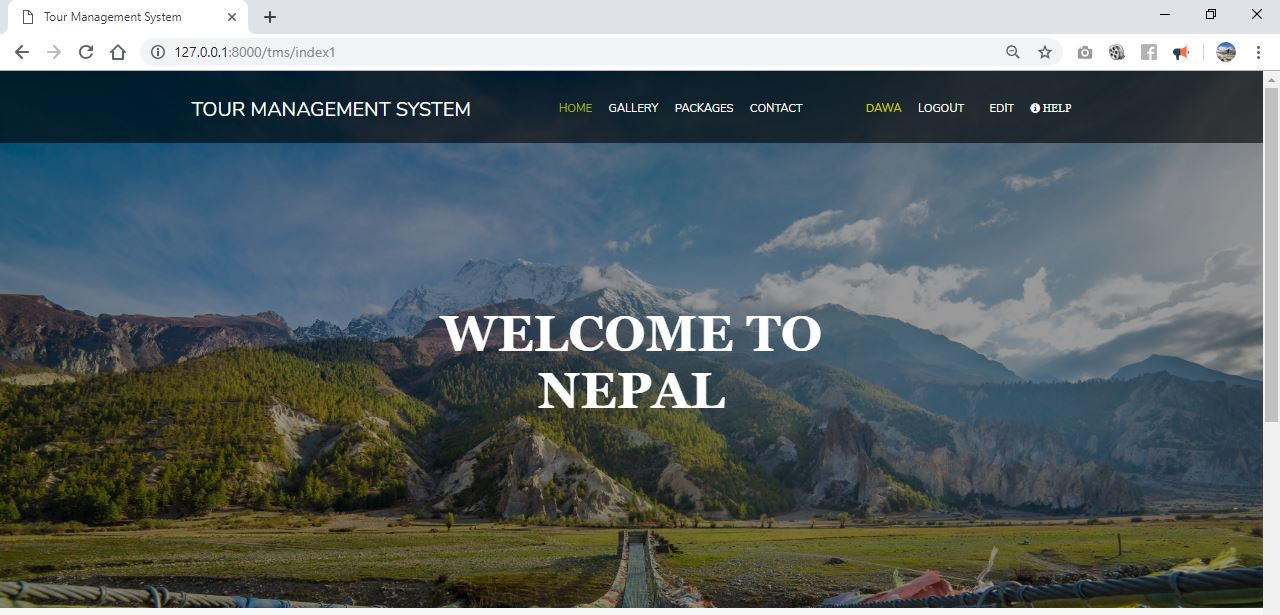 Tour Management System
127.0.0.1:8000/tms/index1
TOUR MANAGEMENT SYSTEM HOME GALLERY PACKAGES CONTACT DAWA LOGOUT EDIT HELP
WELCOME TO
NEPAL